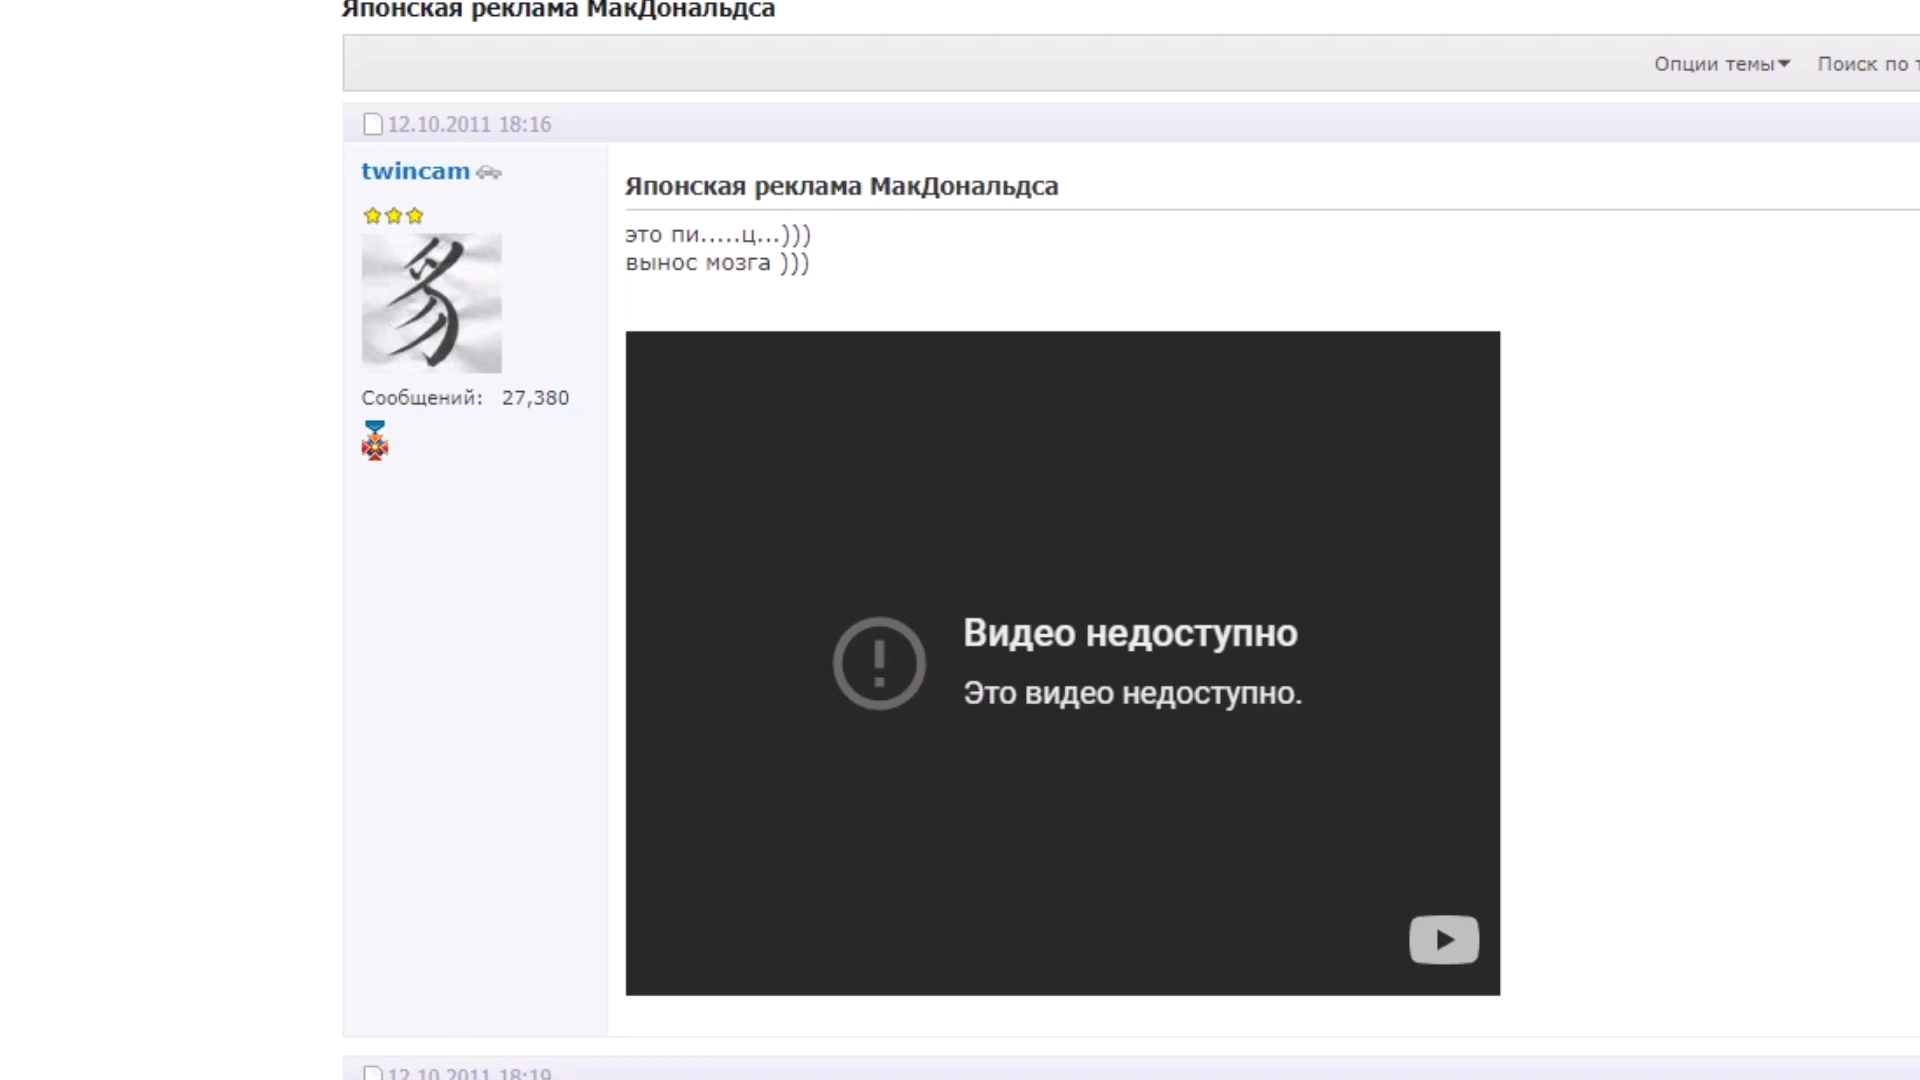 Японская реклама МакДональдса
Опции темы Поиск по
12.10.2011 18:16
twincam
Сообщений: 27,380
Японская реклама МакДональдса
это пи.....ц...)))
вынос мозга )))
Видео недоступно
Это видео недоступно.
12.10.2011 18:19